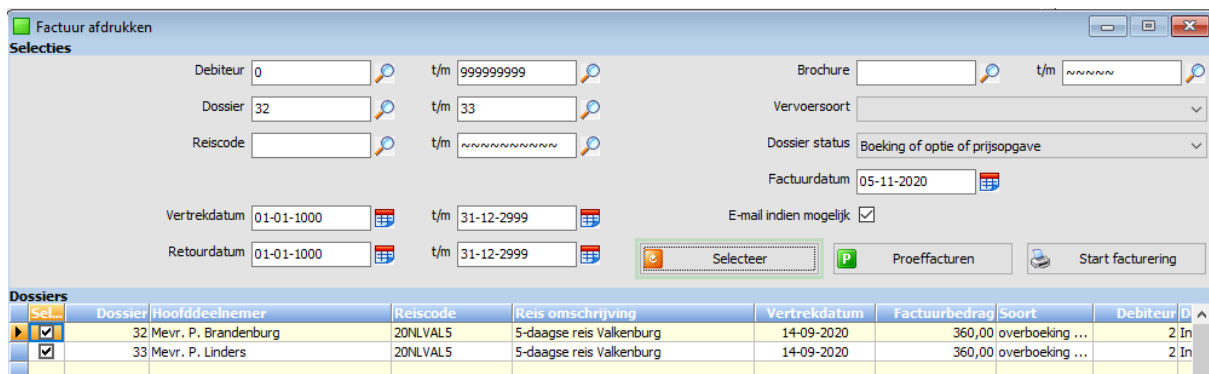 Factuur afdrukken
Selecties
Debiteur 0 t/m 999999999 Brochure t/m ~~~~~
Dossier 32 t/m 33 Vervoersoort
Reiscode t/m ~~~~~~~~~~ Dossier status Boeking of optie of prijsopgave
Factuurdatum 05-11-2020
Vertrekdatum 01-01-1000 t/m 31-12-2999 E-mail indien mogelijk
Retourdatum 01-01-1000 t/m 31-12-2999 Selecteer P Proeffacturen Start facturering
Dossiers
Sel... Dossier Hoofddeelnemer Reiscode Reis omschrijving Vertrekdatum Factuurbedrag Soort Debiteur D
32 Mevr. P. Brandenburg 20NLVAL5 5-daagse reis Valkenburg 14-09-2020 360,00 overboeking ... 2 In
33 Mevr. P. Linders 20NLVAL5 5-daagse reis Valkenburg 14-09-2020 360,00 overboeking ... 2 In